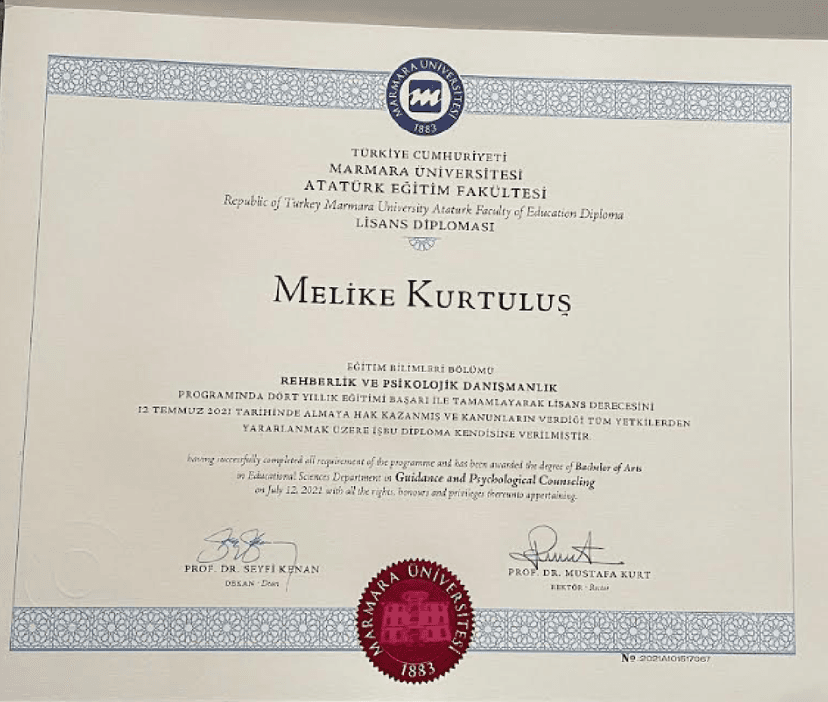 MARMARA ÜNİVERSİTESİ
1883
TÜRKİYE CUMHURİYETİ
MARMARA ÜNİVERSİTESİ
ATATÜRK EĞİTİM FAKÜLTESİ
Republic of Turkey Marmara University Ataturk Faculty of Education Diploma
LİSANS DİPLOMASI
MELİKE KURTULUŞ
EĞİTİM BİLİMLERİ BÖLÜMÜ
REHBERLİK VE PSİKOLOJİK DANIŞMANLIK
PROGRAMINDA DÖRT YILLIK EĞİTİMİ BAŞARI İLE TAMAMLAYARAK LİSANS DERECESİNİ
12 TEMMUZ 2021 TARİHİNDE ALMAYA HAK KAZANMIŞ VE KANUNLARIN VERDİĞİ TÜM YETKİLERDEN
YARARLANMAK ÜZERE İŞBU DİPLOMA KENDİSİNE VERİLMİŞTİR.
having successfully completed all requirement of the programme and has been awarded the degree of Bachelor of Arts
in Educational Sciences Department in Guidance and Psychological Counseling
on July 12, 2021 with all the rights, honours and privileges thereunto appertaining.
PROF. DR. SEYFİ KENAN
DEKAN - Dean
PROF. DR. MUSTAFA KURT
REKTÖR - Rector
MARMARA ÜNİVERSİTESİ
1883
№ :2021A101517067